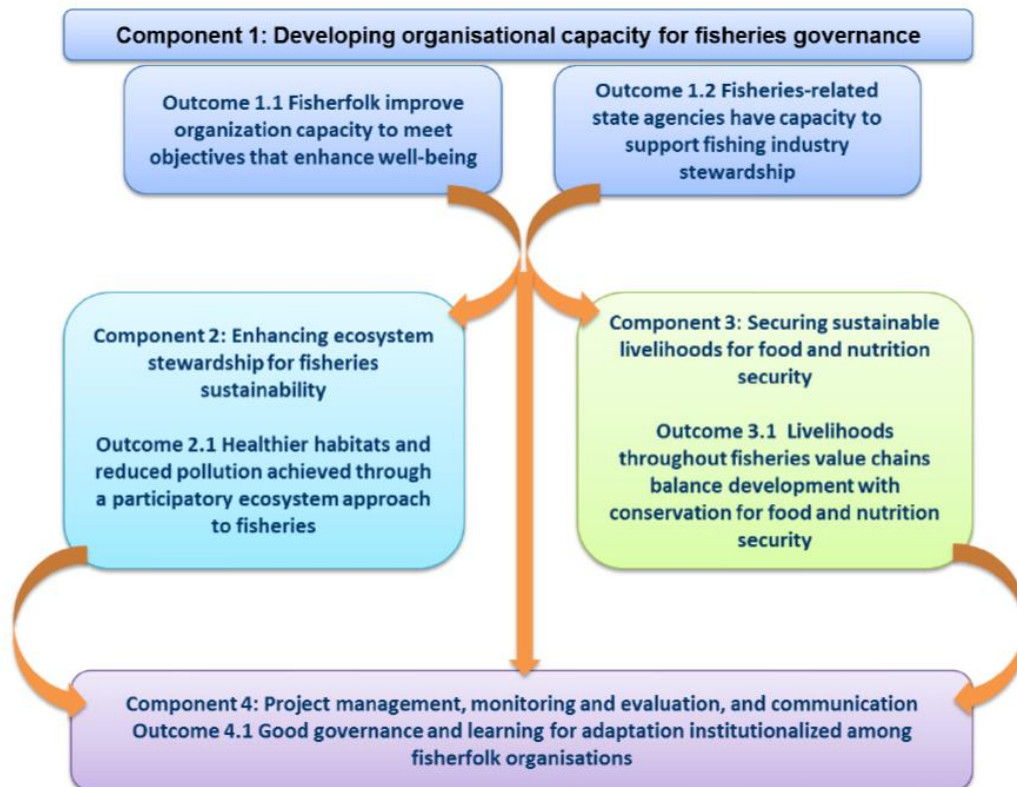 Component 1: Developing organisational capacity for fisheries governance
Outcome 1.1 Fisherfolk improve
organization capacity to meet
objectives that enhance well-being
Outcome 1.2 Fisheries-related
state agencies have capacity to
support fishing industry
stewardship
Component 2: Enhancing ecosystem
stewardship for fisheries
sustainability
Outcome 2.1 Healthier habitats and
reduced pollution achieved through
a participatory ecosystem approach
to fisheries
Component 3: Securing sustainable
livelihoods for food and nutrition
security
Outcome 3.1 Livelihoods
throughout fisheries value chains
balance development with
conservation for food and nutrition
security
Component 4: Project management, monitoring and evaluation, and communication
Outcome 4.1 Good governance and learning for adaptation institutionalized among
fisherfolk organisations